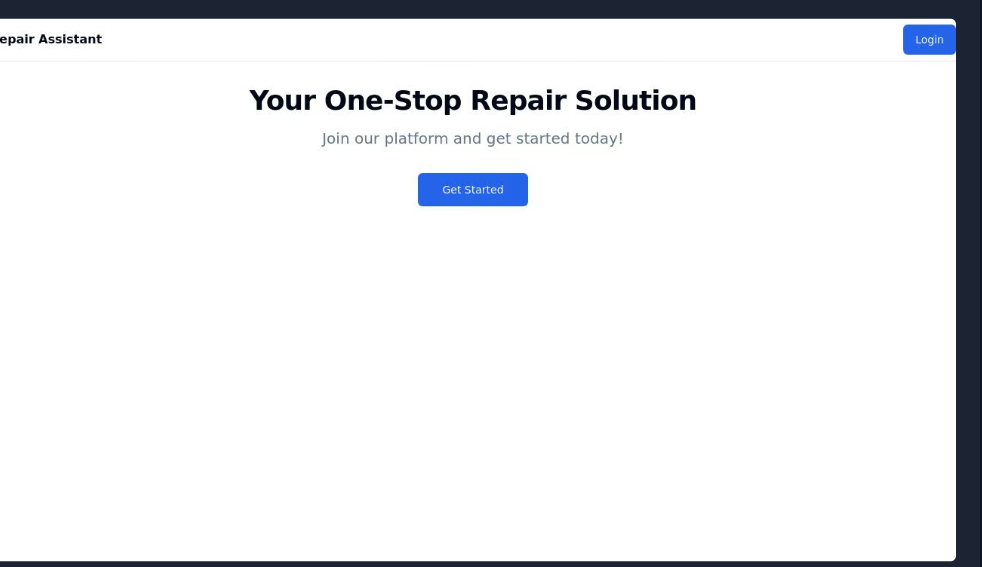 epair Assistant
Login
Your One-Stop Repair Solution
Join our platform and get started today!
Get Started